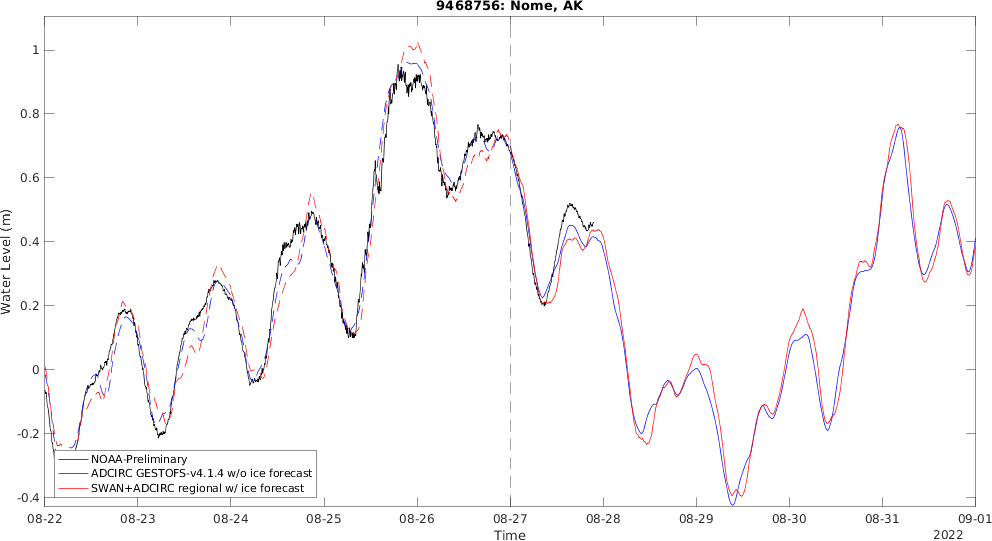 9468756: Nome, AK
Water Level (m)
1
0.8
0.6
0.4
0.2
0
-0.2
-0.4
NOAA-Preliminary
ADCIRC GESTOFS-v4.1.4 w/o ice forecast
SWAN+ADCIRC regional w/ ice forecast
08-22 08-23 08-24 08-25 08-26 08-27 08-28 08-29 08-30 08-31 09-01
Time
2022